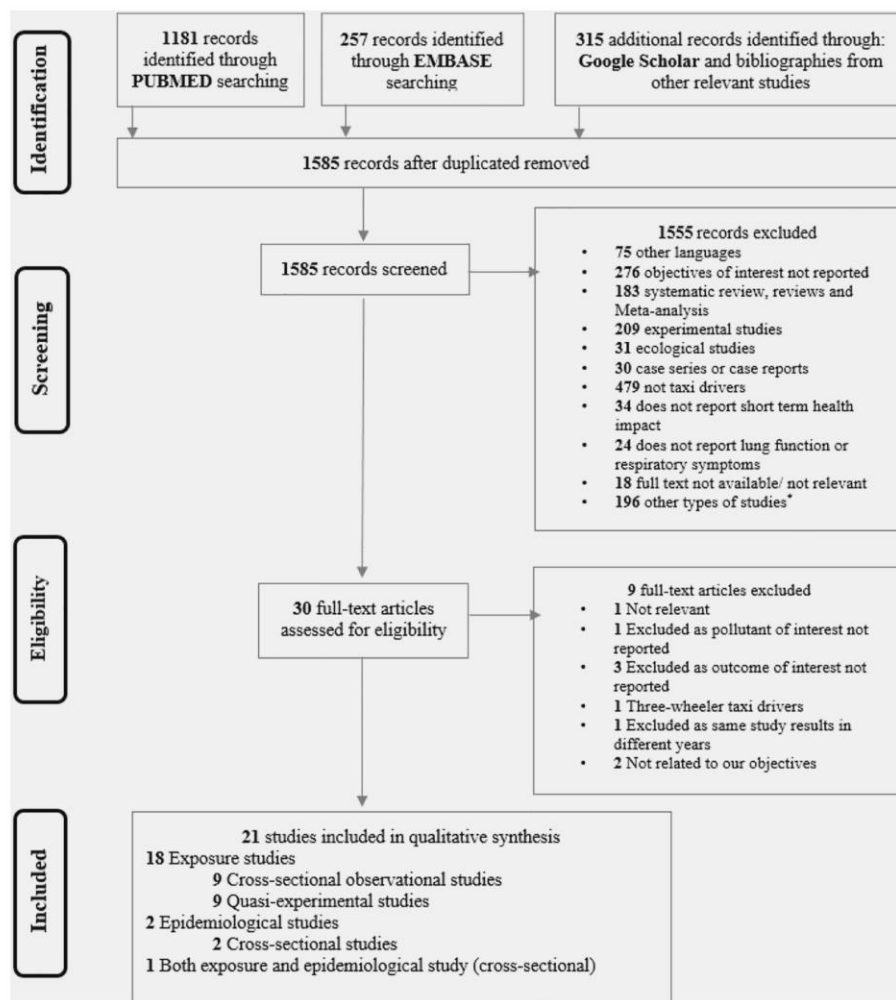 Identification
1181 records
identified through
PUBMED searching
257 records identified
through EMBASE
searching
315 additional records identified through:
Google Scholar and bibliographies from
other relevant studies
1585 records after duplicated removed
Screening
1585 records screened
1555 records excluded
• 75 other languages
• 276 objectives of interest not reported
• 183 systematic review, reviews and
Meta-analysis
• 209 experimental studies
• 31 ecological studies
• 30 case series or case reports
• 479 not taxi drivers
• 34 does not report short term health
impact
• 24 does not report lung function or
respiratory symptoms
• 18 full text not available/ not relevant
• 196 other types of studies*
Eligibility
30 full-text articles
assessed for eligibility
9 full-text articles excluded
• 1 Not relevant
• 1 Excluded as pollutant of interest not
reported
• 3 Excluded as outcome of interest not
reported
• 1 Three-wheeler taxi drivers
• 1 Excluded as same study results in
different years
• 2 Not related to our objectives
Included
21 studies included in qualitative synthesis
18 Exposure studies
9 Cross-sectional observational studies
9 Quasi-experimental studies
2 Epidemiological studies
2 Cross-sectional studies
1 Both exposure and epidemiological study (cross-sectional)